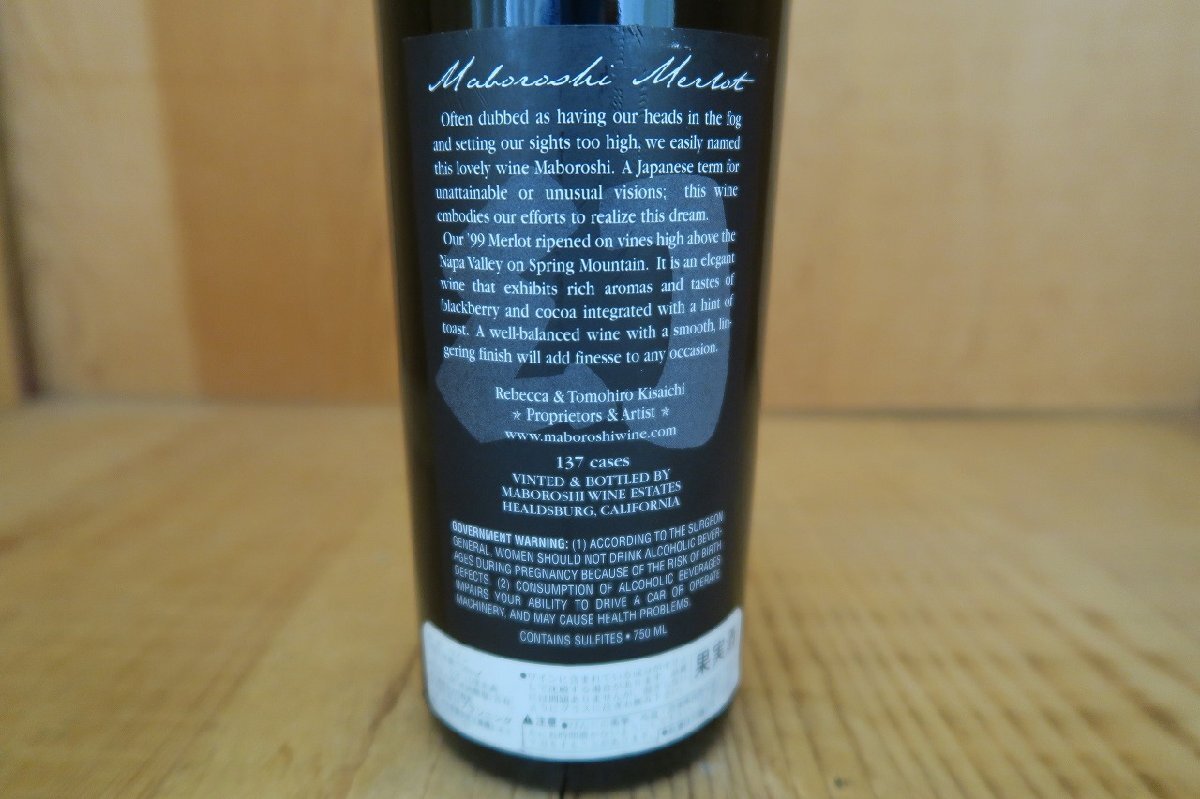 Maboroshi Merlot
Often dubbed as having our heads in the fog
and setting our sights too high, we easily named
this lovely wine Maboroshi. A Japanese term for
unattainable or unusual visions; this wine
embodies our efforts to realize this dream.
Our '99 Merlot ripened on vines high above the
Napa Valley on Spring Mountain. It is an elegant
wine that exhibits rich aromas and tastes of
blackberry and cocoa integrated with a hint of
toast. A well-balanced wine with a smooth, lin-
gering finish will add finesse to any occasion.
幻
Rebecca & Tomohiro Kisaichi
★ Proprietors & Artist ★
www.maboroshiwine.com
137 cases
VINTED & BOTTLED BY
MABOROSHI WINE ESTATES
HEALDSBURG, CALIFORNIA
GOVERNMENT WARNING: (1) ACCORDING TO THE SURGEON
GENERAL, WOMEN SHOULD NOT DRINK ALCOHOLIC BEVER-
AGES DURING PREGNANCY BECAUSE OF THE RISK OF BIRTH
DEFECTS. (2) CONSUMPTION OF ALCOHOLIC BEVERAGES
IMPAIRS YOUR ABILITY TO DRIVE A CAR OR OPERATE
MACHINERY, AND MAY CAUSE HEALTH PROBLEMS.
CONTAINS SULFITES • 750 ML
果実酒
▲注意